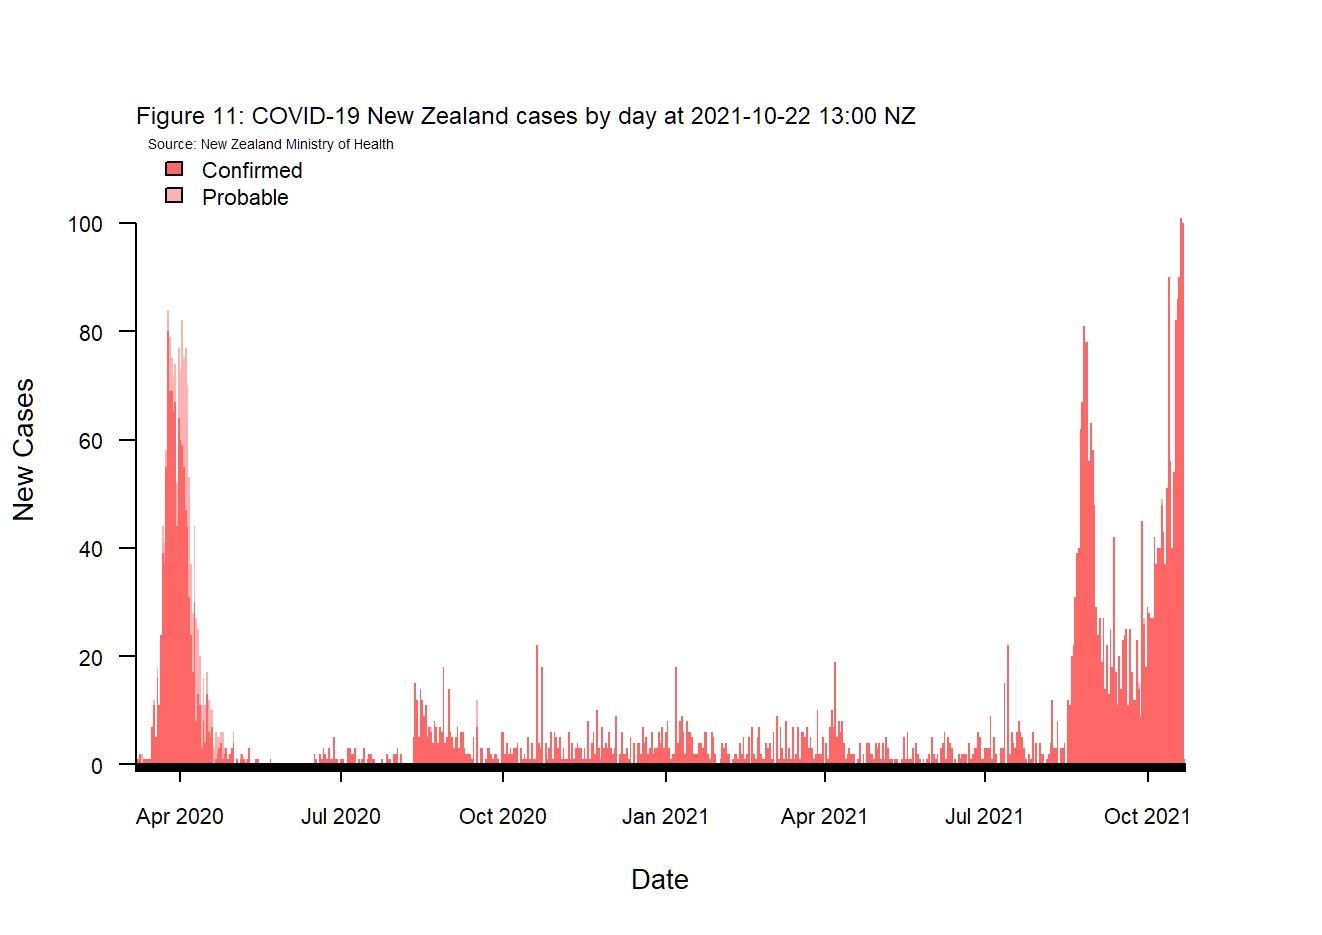 Figure 11: COVID-19 New Zealand cases by day at 2021-10-22 13:00 NZ
Source: New Zealand Ministry of Health
Confirmed
Probable
100
80
60
40
20
0
New Cases
Apr 2020 Jul 2020 Oct 2020 Jan 2021 Apr 2021 Jul 2021 Oct 2021
Date